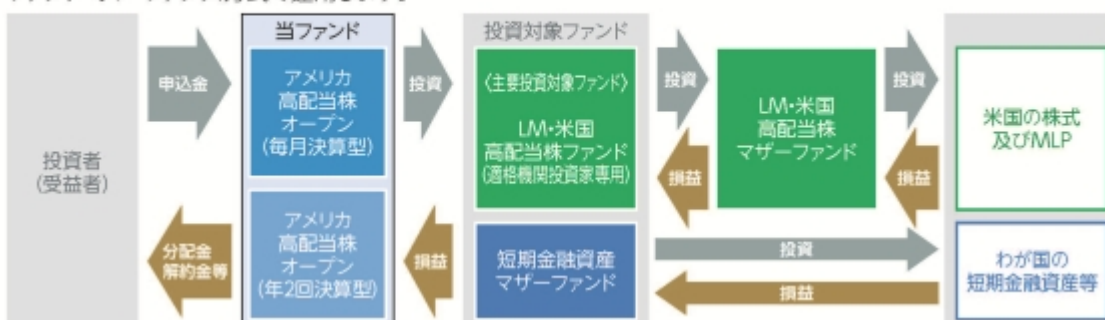 当ファンド
投資対象ファンド
投資者
(受益者)
申込金
分配金
解約金等
アメリカ
高配当株
オープン
(毎月決算型)
アメリカ
高配当株
オープン
(年2回決算型)
投資
損益
〈主要投資対象ファンド〉
LM・米国
高配当株ファンド
(適格機関投資家専用)
短期金融資産
マザーファンド
投資
損益
LM・米国
高配当株
マザーファンド
投資
損益
投資
損益
米国の株式
及びMLP
わが国の
短期金融資産等